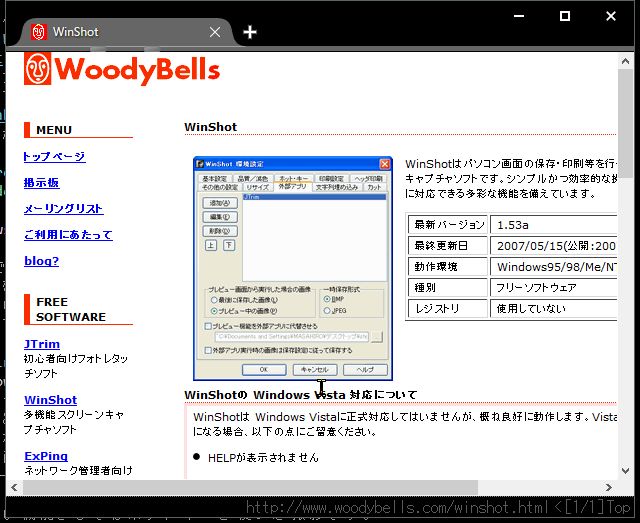 WinShot
WoodyBells
MENU
トップページ
掲示板
メーリングリスト
ご利用にあたって
blog?
FREE
SOFTWARE
JTrim
初心者向けフォトレタッ
チソフト
WinShot
多機能スクリーンキャ
プチャソフト
ExPing
ネットワーク管理者向け
WinShot
WinShot 環境設定
基本設定 品質/減色 ホット・キー 印刷設定 ヘッダ印刷
その他の設定 リサイズ 外部アプリ 文字列埋め込み カット
追加(A)
編集(E)
削除(D)
上 下
JTrim
プレビュー画面から実行した場合の画像
最後に保存した画像(L)
プレビュー中の画像(P)
一時保存形式
BMP
JPEG
プレビュー機能を外部アプリに代替させる
外部アプリ実行時の画像は保存設定に従って保存する
OK キャンセル ヘルプ
WinShotはパソコン画面の保存・印刷等を行
キャプチャソフトです。シンプルかつ効率的な操
に対応できる多彩な機能を備えています。
最新バージョン 1.53a
最終更新日 2007/05/15(公開:200
動作環境 Windows95/98/Me/NT
種別 フリーソフトウェア
レジストリ 使用していない
WinShotの Windows Vista 対応について
WinShotは Windows Vistaに正式対応してはいませんが、概ね良好に動作します。Vista
になる場合、以下の点にご留意ください。
● HELPが表示されません
http://www.woodybells.com/winshot.html<[1/1]Top